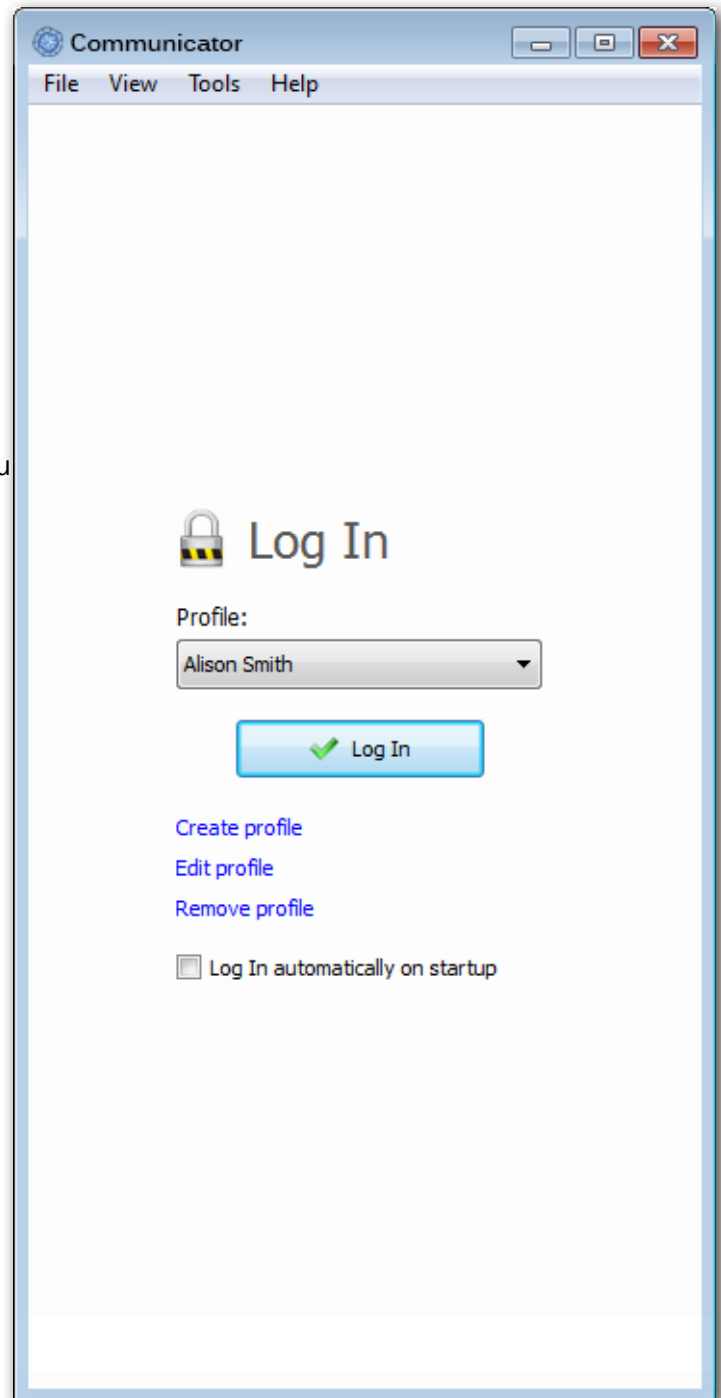 Communicator
File View Tools Help
u
Log In
Profile:
Alison Smith
Log In
Create profile
Edit profile
Remove profile
Log In automatically on startup